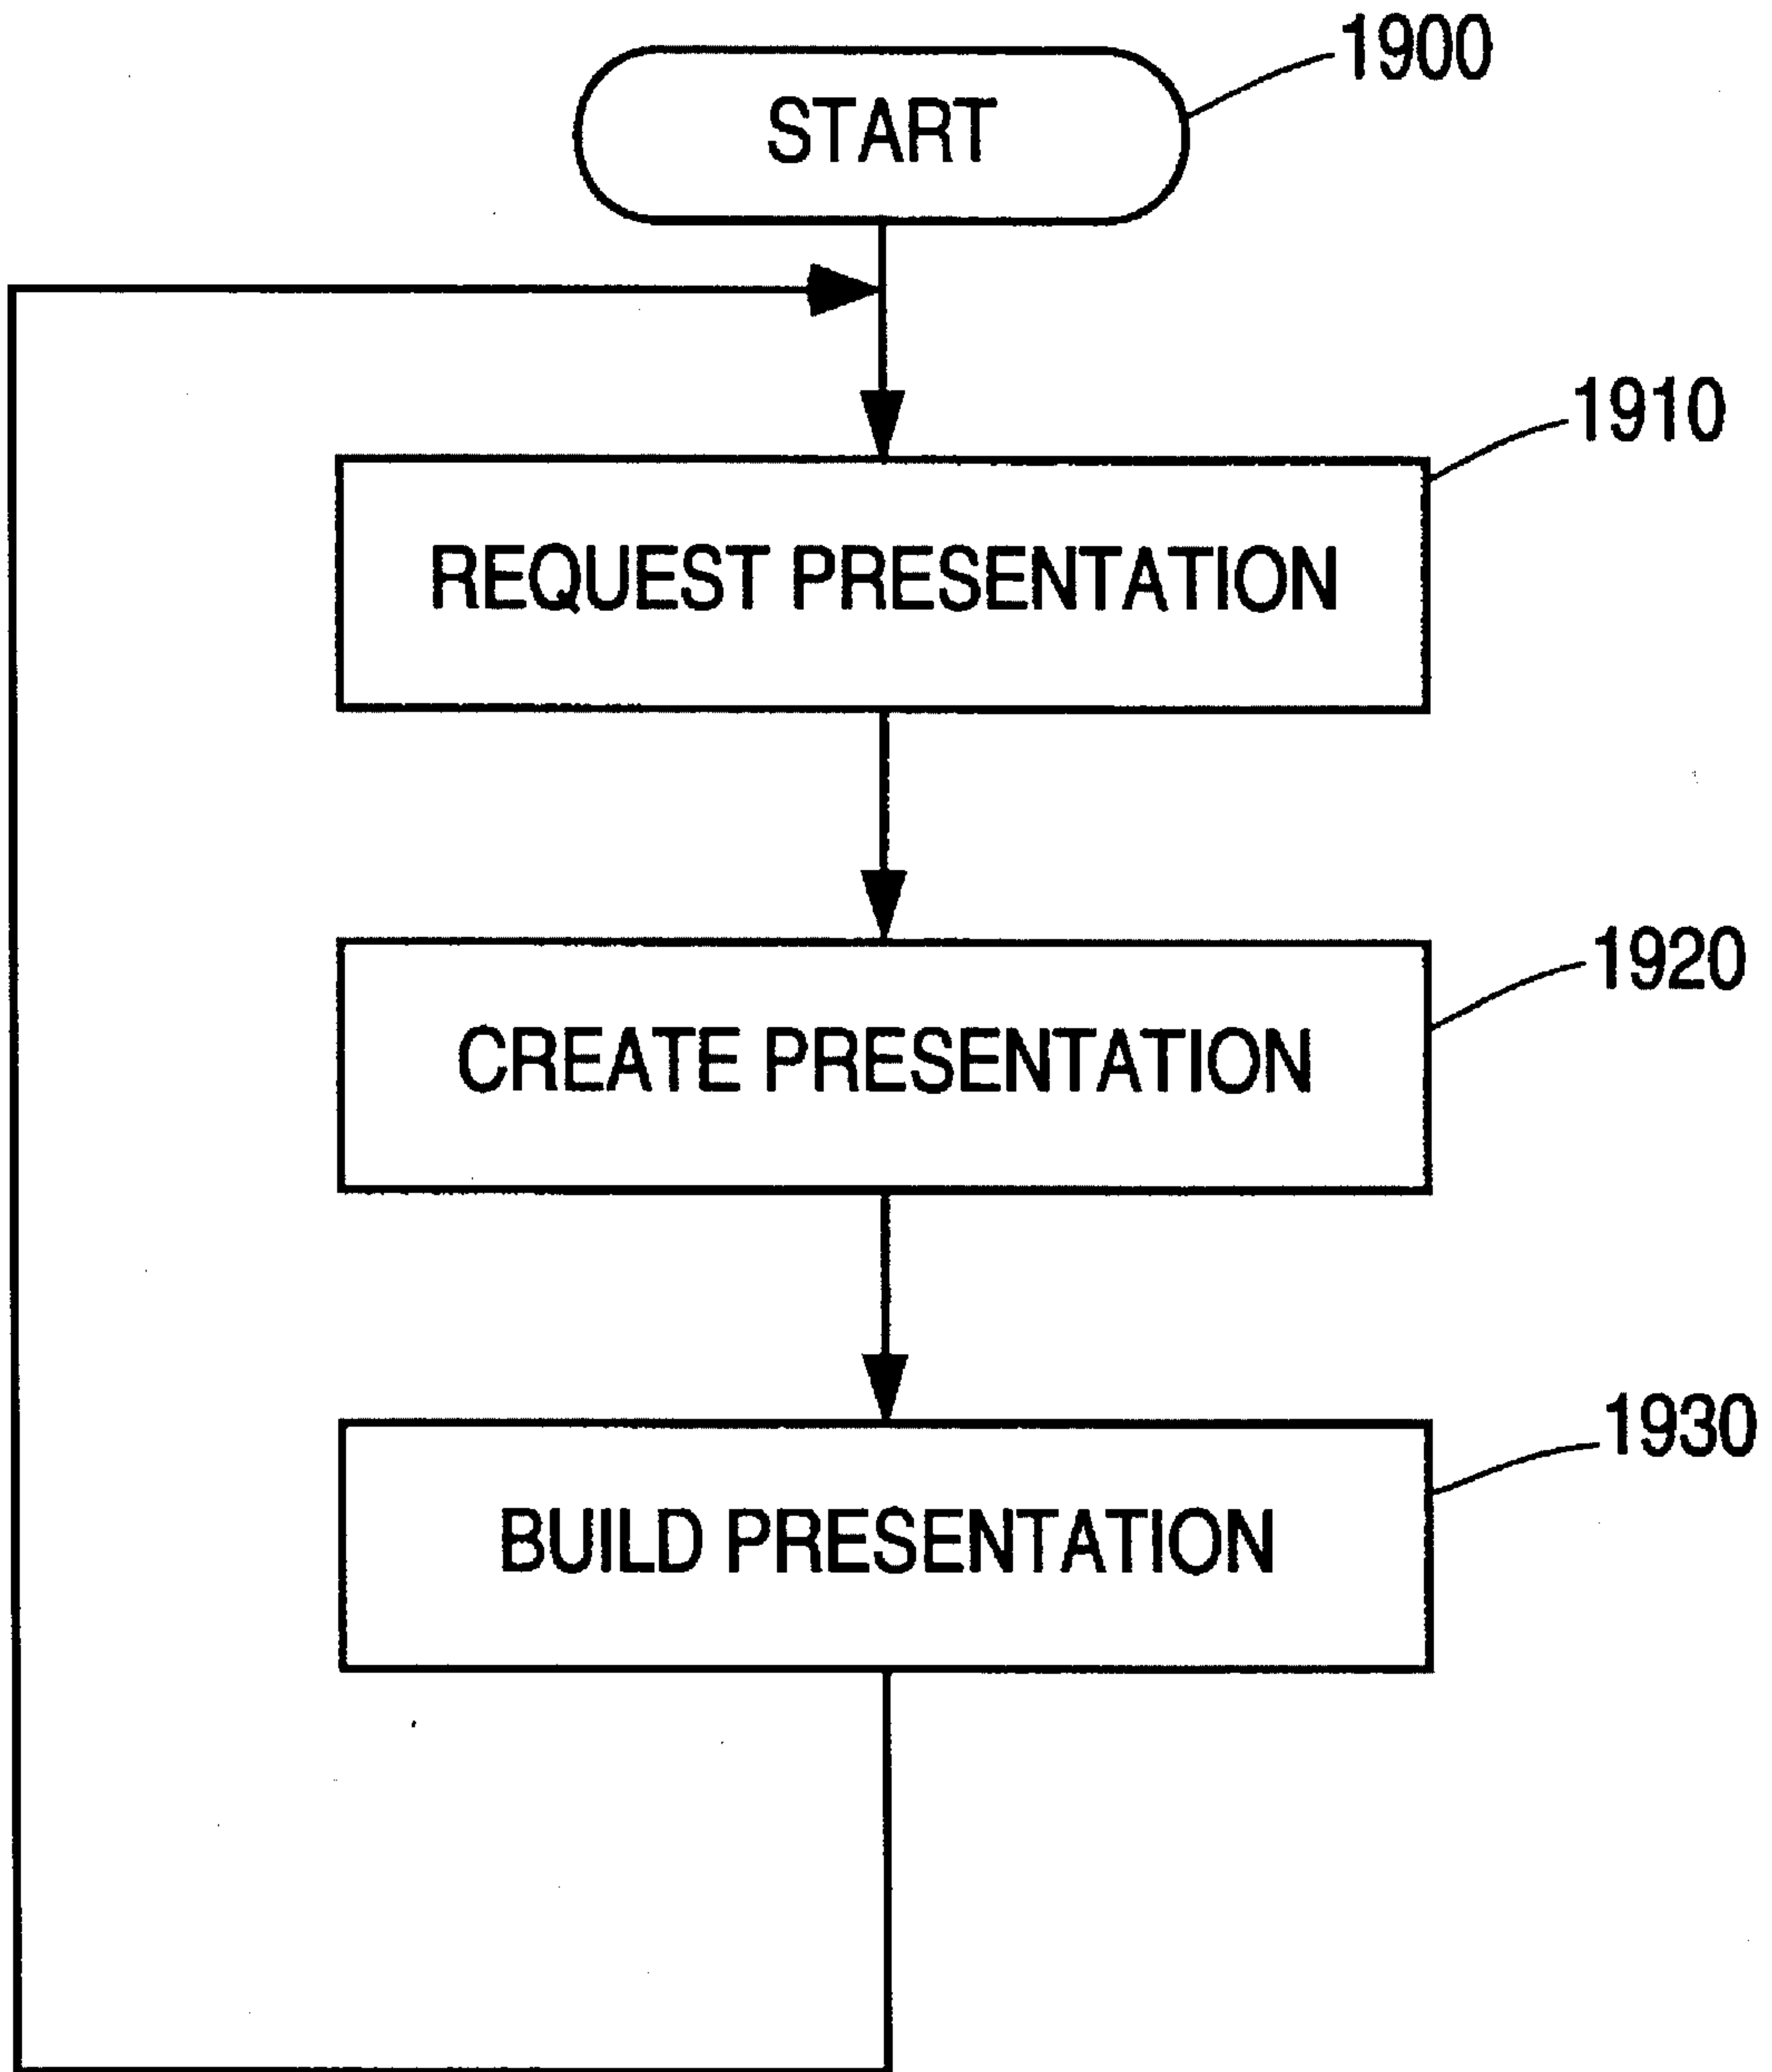 1900
START
1910
REQUEST PRESENTATION
1920
CREATE PRESENTATION
1930
BUILD PRESENTATION